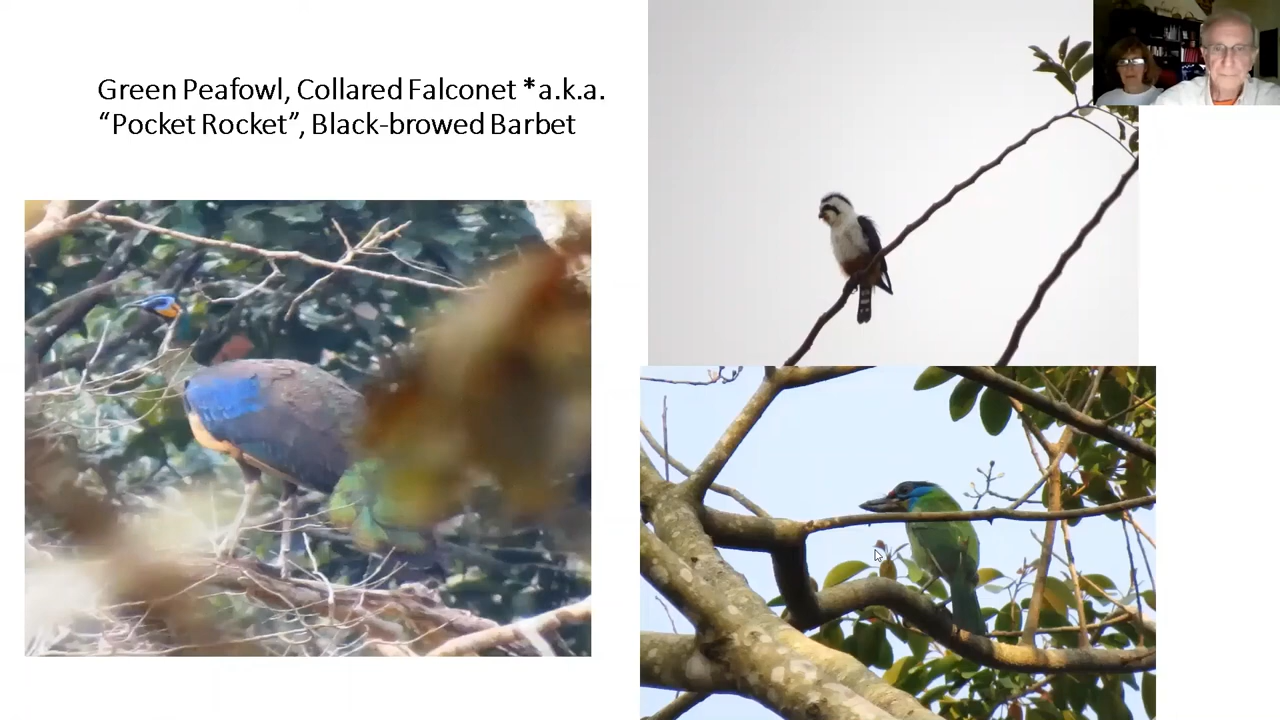 Green Peafowl, Collared Falconet *a.k.a.
“Pocket Rocket”, Black-browed Barbet